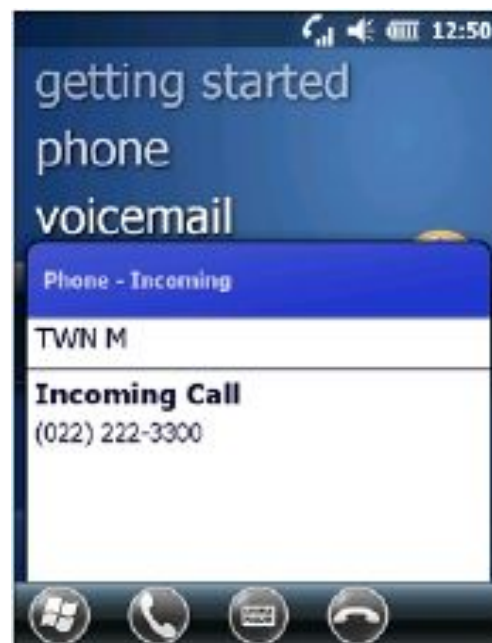 12:50
getting started
phone
voicemail
Phone - Incoming
TWN M
Incoming Call
(022) 222-3300